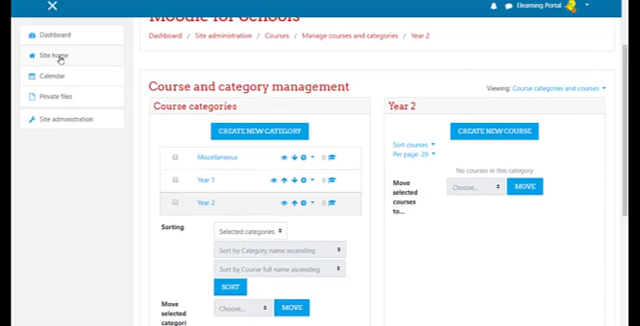 Moodle for Schools
Elearning Portal
Dashboard / Site administration / Courses / Manage courses and categories / Year 2
Dashboard
Site home
Calendar
Private files
Site administration
Course and category management
Viewing: Course categories and courses
Course categories
CREATE NEW CATEGORY
Miscellaneous 0
Year 1 0
Year 2 0
Sorting
Selected categories
Sort by Category name ascending
Sort by Course full name ascending
SORT
Move
selected
categori
Choose...
MOVE
Year 2
CREATE NEW COURSE
Sort courses
Per page: 20
No courses in this category
Move
selected
courses
to...
Choose...
MOVE